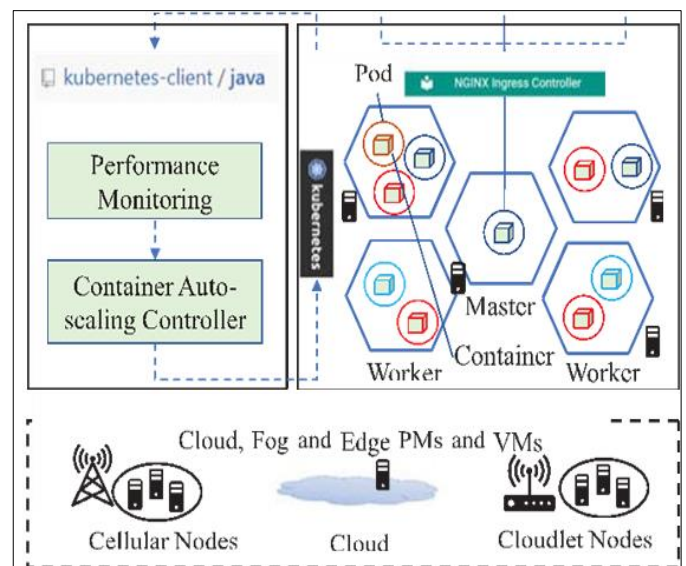 kubernetes-client / java
Performance
Monitoring
Container Auto-
scaling Controller
kubernetes
Pod
NGINX Ingress Controller
Master
Container
Worker
Worker
Cloud, Fog and Edge PMs and VMs
Cellular Nodes
Cloud
Cloudlet Nodes